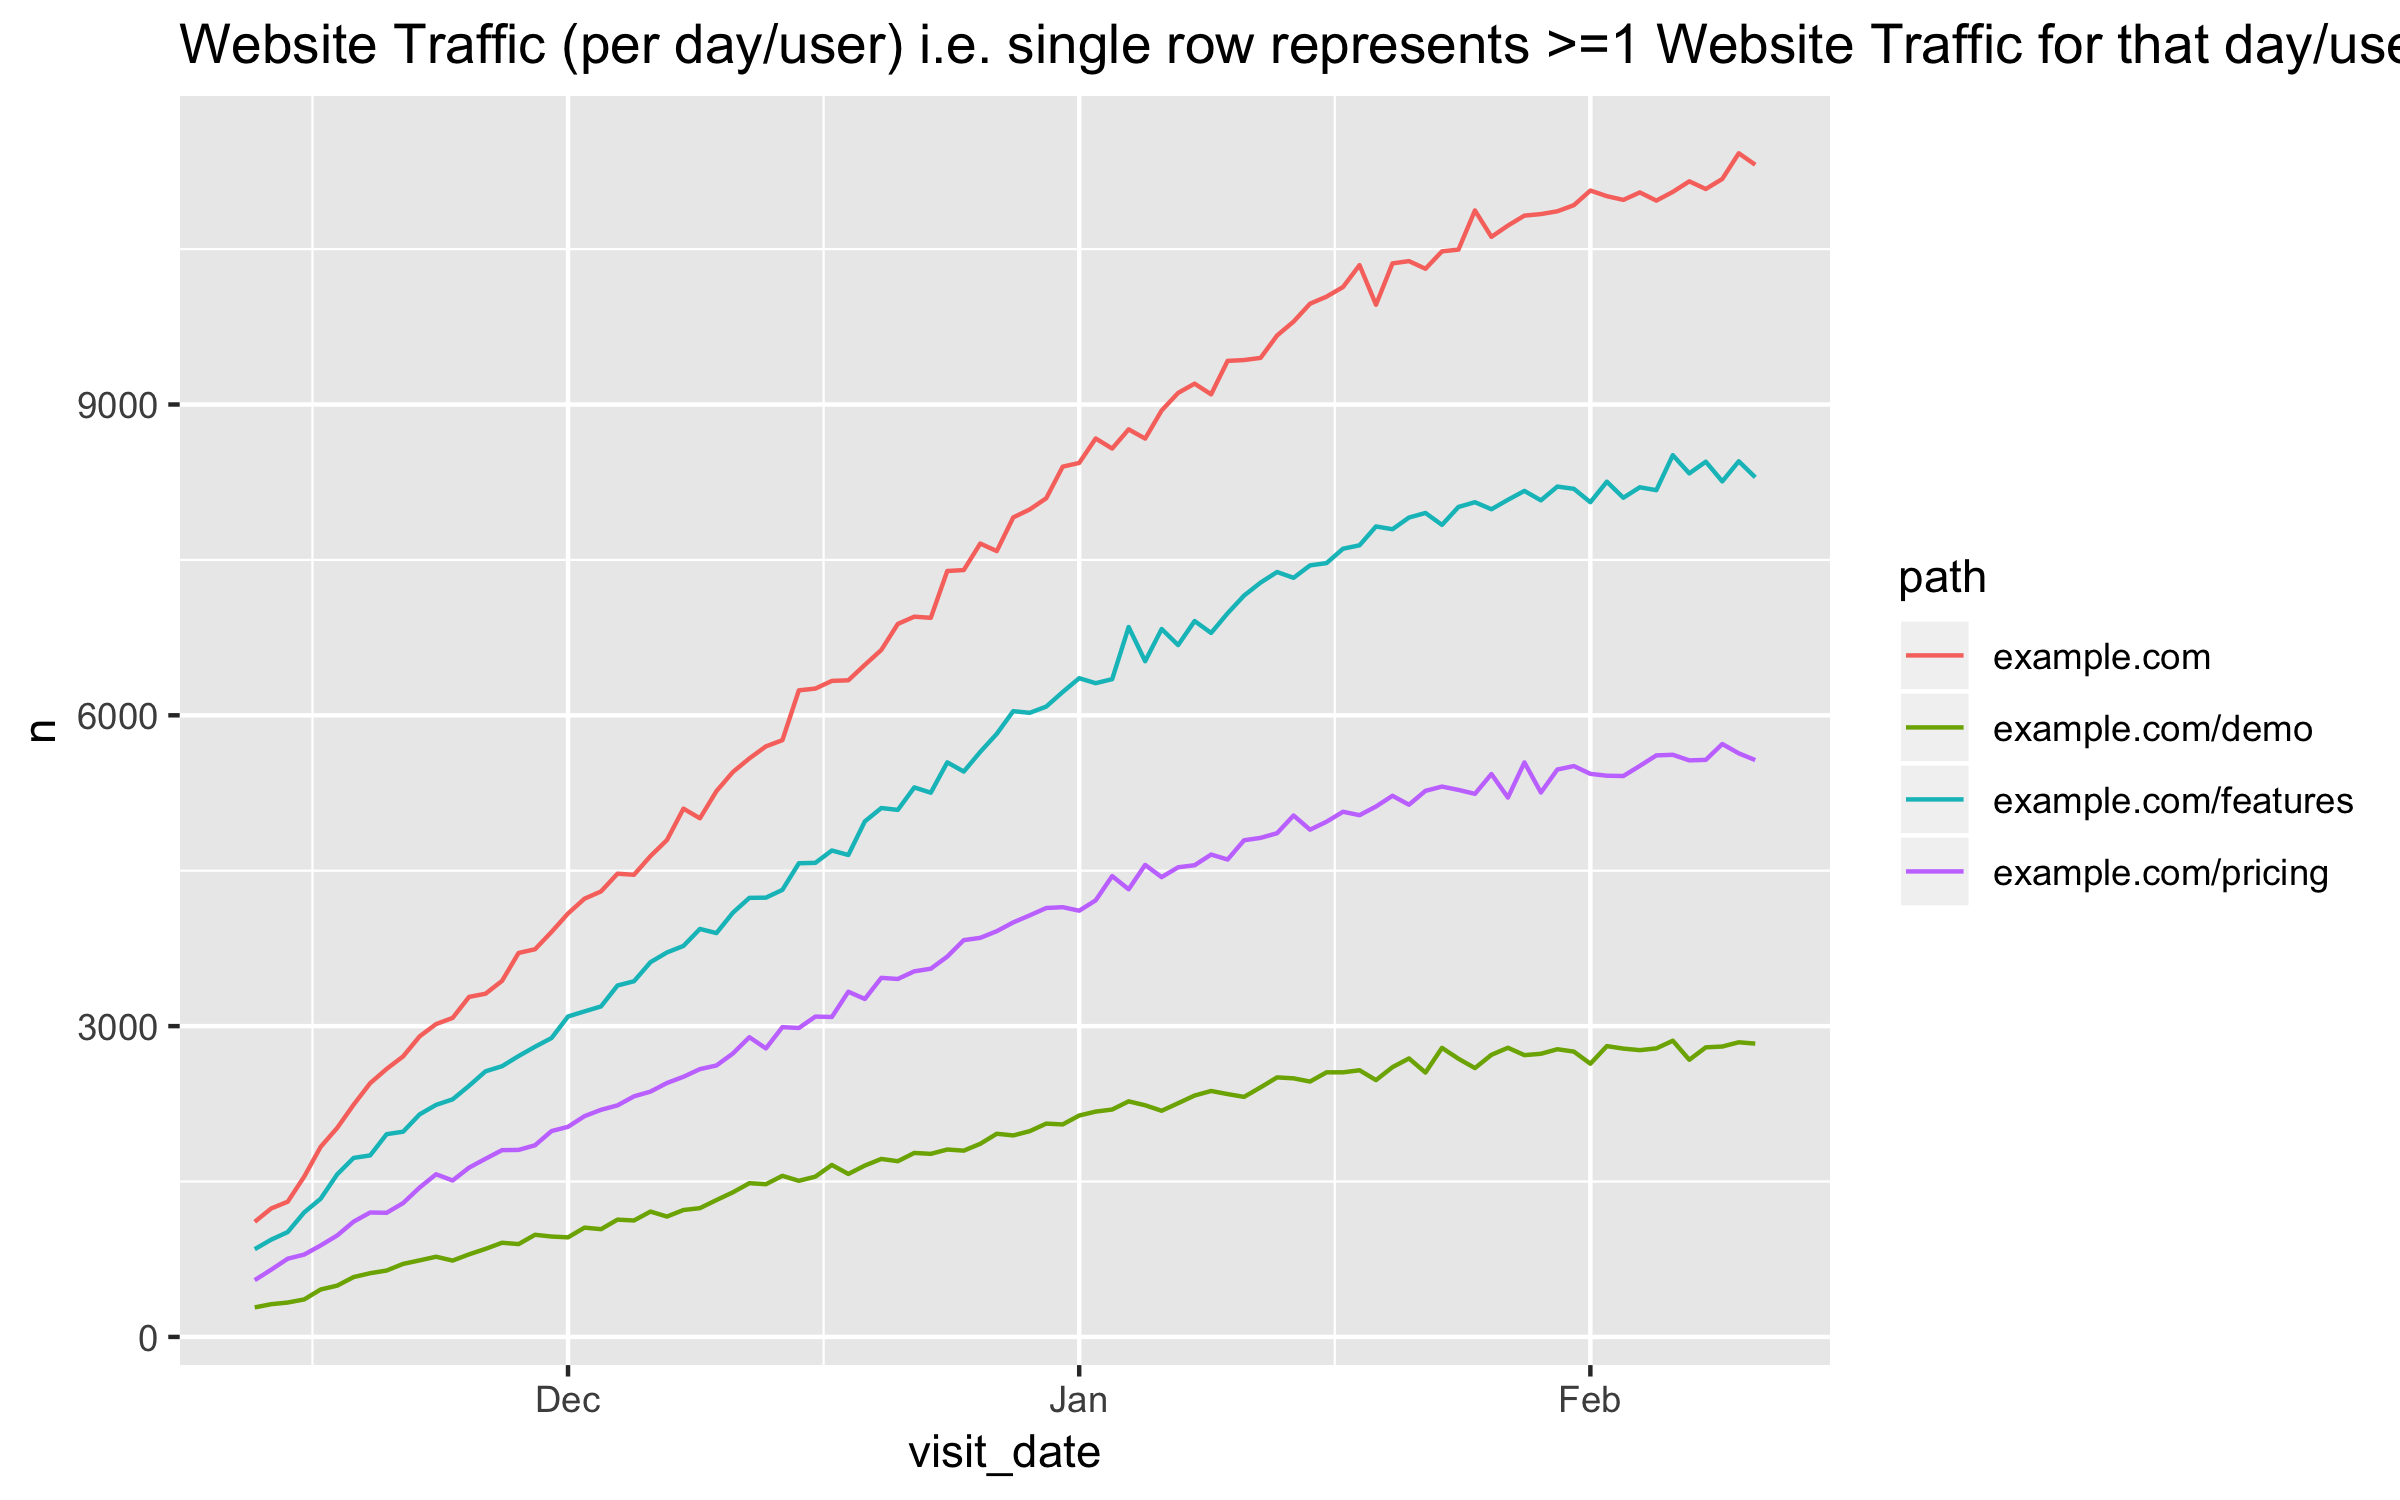 Website Traffic (per day/user) i.e. single row represents >=1 Website Traffic for that day/use
9000
6000
3000
0
n
Dec Jan Feb
visit_date
path
example.com
example.com/demo
example.com/features
example.com/pricing